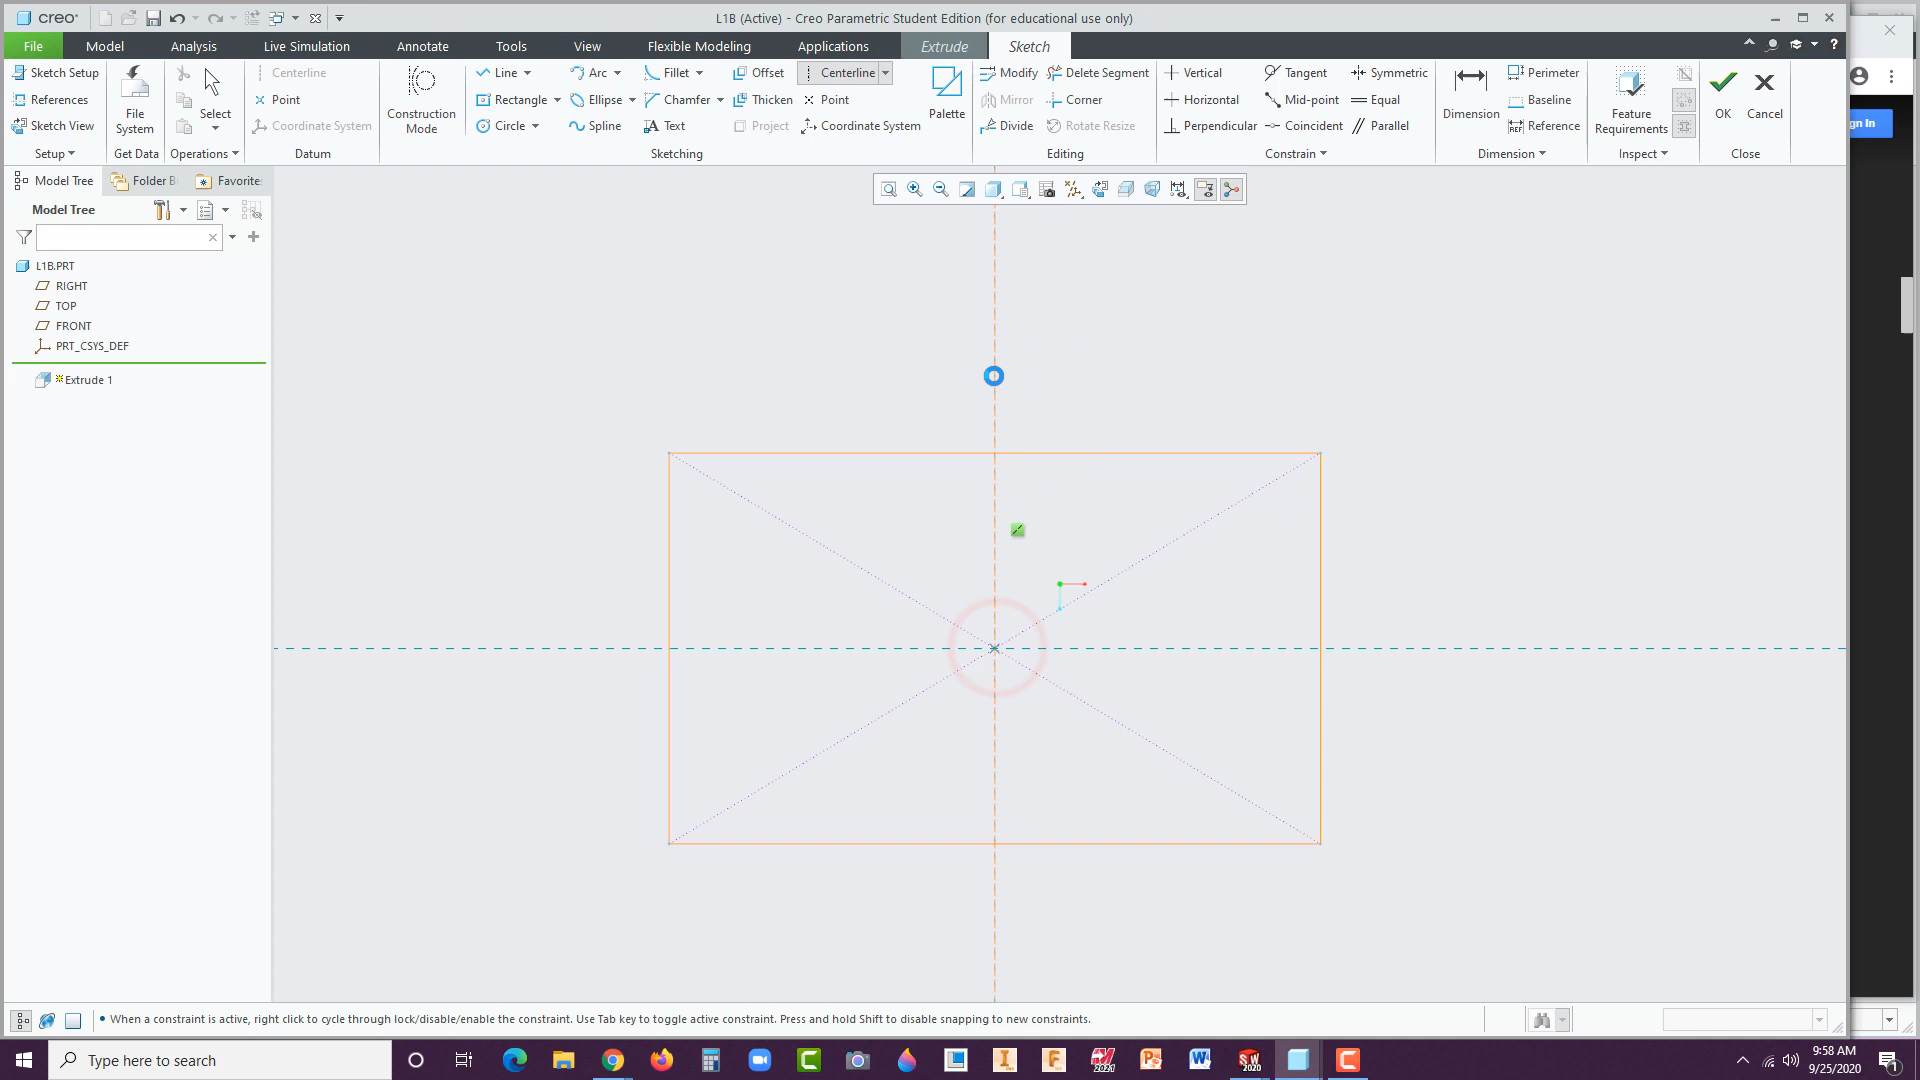 creo
L1B (Active) - Creo Parametric Student Edition (for educational use only)
File Model Analysis Live Simulation Annotate Tools View Flexible Modeling Applications Extrude Sketch
Sketch Setup
References
Sketch View
Setup
File System
Get Data
Select
Operations
Centerline
Point
Coordinate System
Datum
Construction Mode
Line Arc Fillet Offset Centerline
Rectangle Ellipse Chamfer Thicken Point
Circle Spline Text Project Coordinate System
Palette
Sketching
Modify Delete Segment
Mirror Corner
Divide Rotate Resize
Editing
Vertical Tangent Symmetric
Horizontal Mid-point Equal
Perpendicular Coincident Parallel
Constrain
Dimension
Perimeter
Baseline
REF Reference
Dimension
Feature Requirements
Inspect
OK Cancel
Close
gn In
Model Tree Folder B Favorite
Model Tree
L1B.PRT
RIGHT
TOP
FRONT
PRT_CSYS_DEF
Extrude 1
When a constraint is active, right click to cycle through lock/disable/enable the constraint. Use Tab key to toggle active constraint. Press and hold Shift to disable snapping to new constraints.
Type here to search
2021
SW
2020
9:58 AM
9/25/2020
1